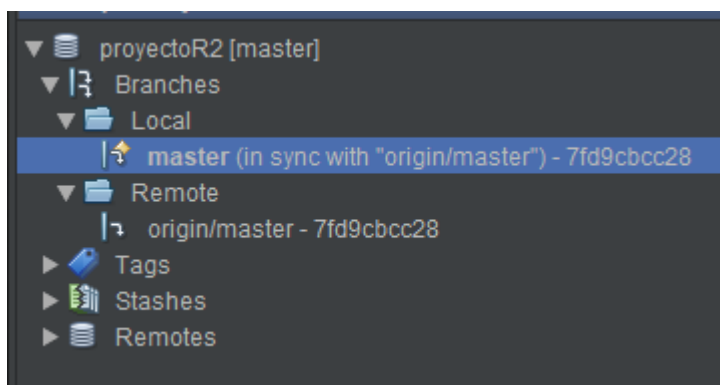 proyectoR2 [master]
Branches
Local
master (in sync with "origin/master") - 7fd9cbcc28
Remote
origin/master - 7fd9cbcc28
Tags
Stashes
Remotes